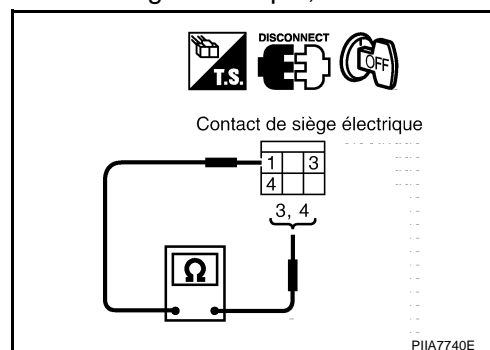 DISCONNECT
T.S.
OFF
Contact de siège électrique
1 3
4
3, 4
Ω
PIIA7740E